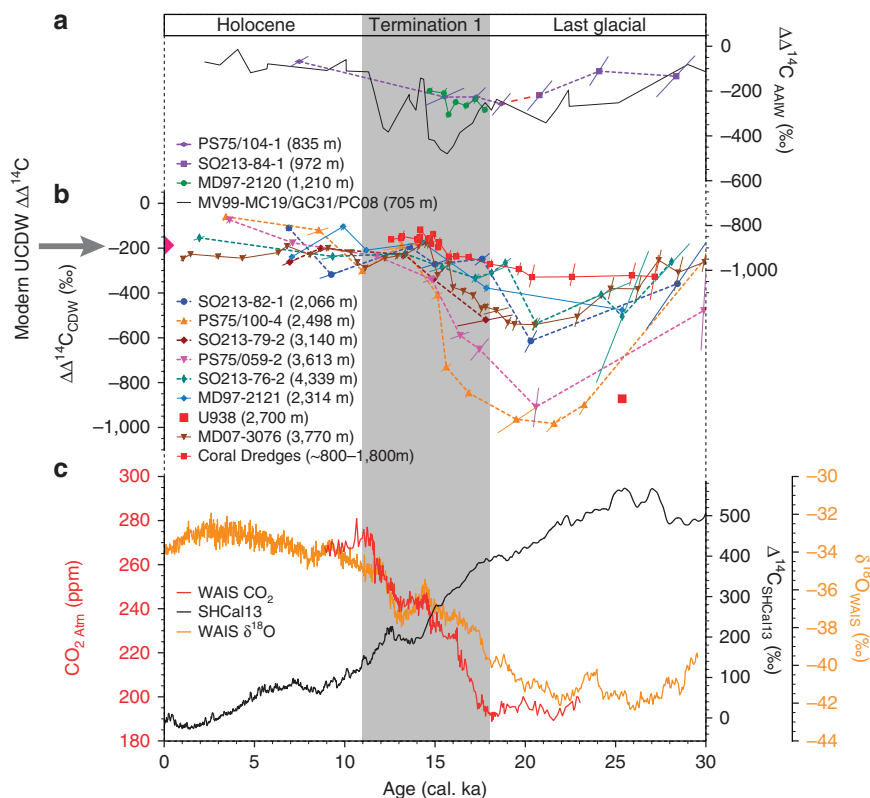 a
Holocene
Termination 1
Last glacial
0
−200
−400
−600
−800
−1,000
ΔΔ¹⁴C AAIW (‰)
PS75/104-1 (835 m)
SO213-84-1 (972 m)
MD97-2120 (1,210 m)
MV99-MC19/GC31/PC08 (705 m)
b
Modern UCDW ΔΔ¹⁴C
ΔΔ¹⁴C CDW (‰)
0
−200
−400
−600
−800
−1,000
SO213-82-1 (2,066 m)
PS75/100-4 (2,498 m)
SO213-79-2 (3,140 m)
PS75/059-2 (3,613 m)
SO213-76-2 (4,339 m)
MD97-2121 (2,314 m)
U938 (2,700 m)
MD07-3076 (3,770 m)
Coral Dredges (~800–1,800m)
c
CO₂ Atm (ppm)
300
280
260
240
220
200
180
WAIS CO₂
SHCal13
WAIS δ¹⁸O
500
400
300
200
100
0
Δ¹⁴C SHCal13 (‰)
−30
−32
−34
−36
−38
−40
−42
−44
δ¹⁸O WAIS (‰)
0 5 10 15 20 25 30
Age (cal. ka)